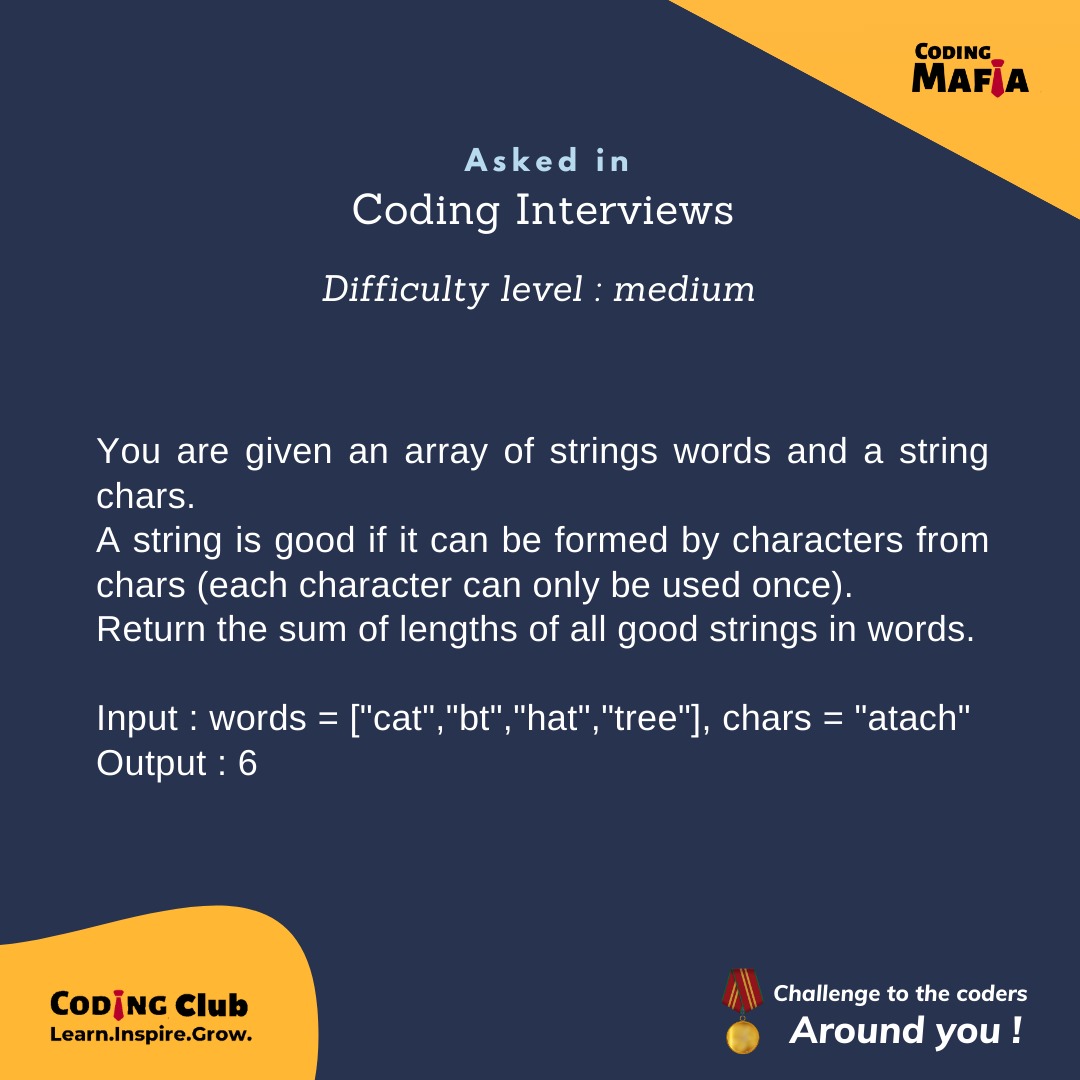 CODING
MAFIA
Asked in
Coding Interviews
Difficulty level : medium
You are given an array of strings words and a string
chars.
A string is good if it can be formed by characters from
chars (each character can only be used once).
Return the sum of lengths of all good strings in words.
Input : words = ["cat","bt","hat","tree"], chars = "atach"
Output : 6
CODING Club
Learn.Inspire.Grow.
Challenge to the coders
Around you !